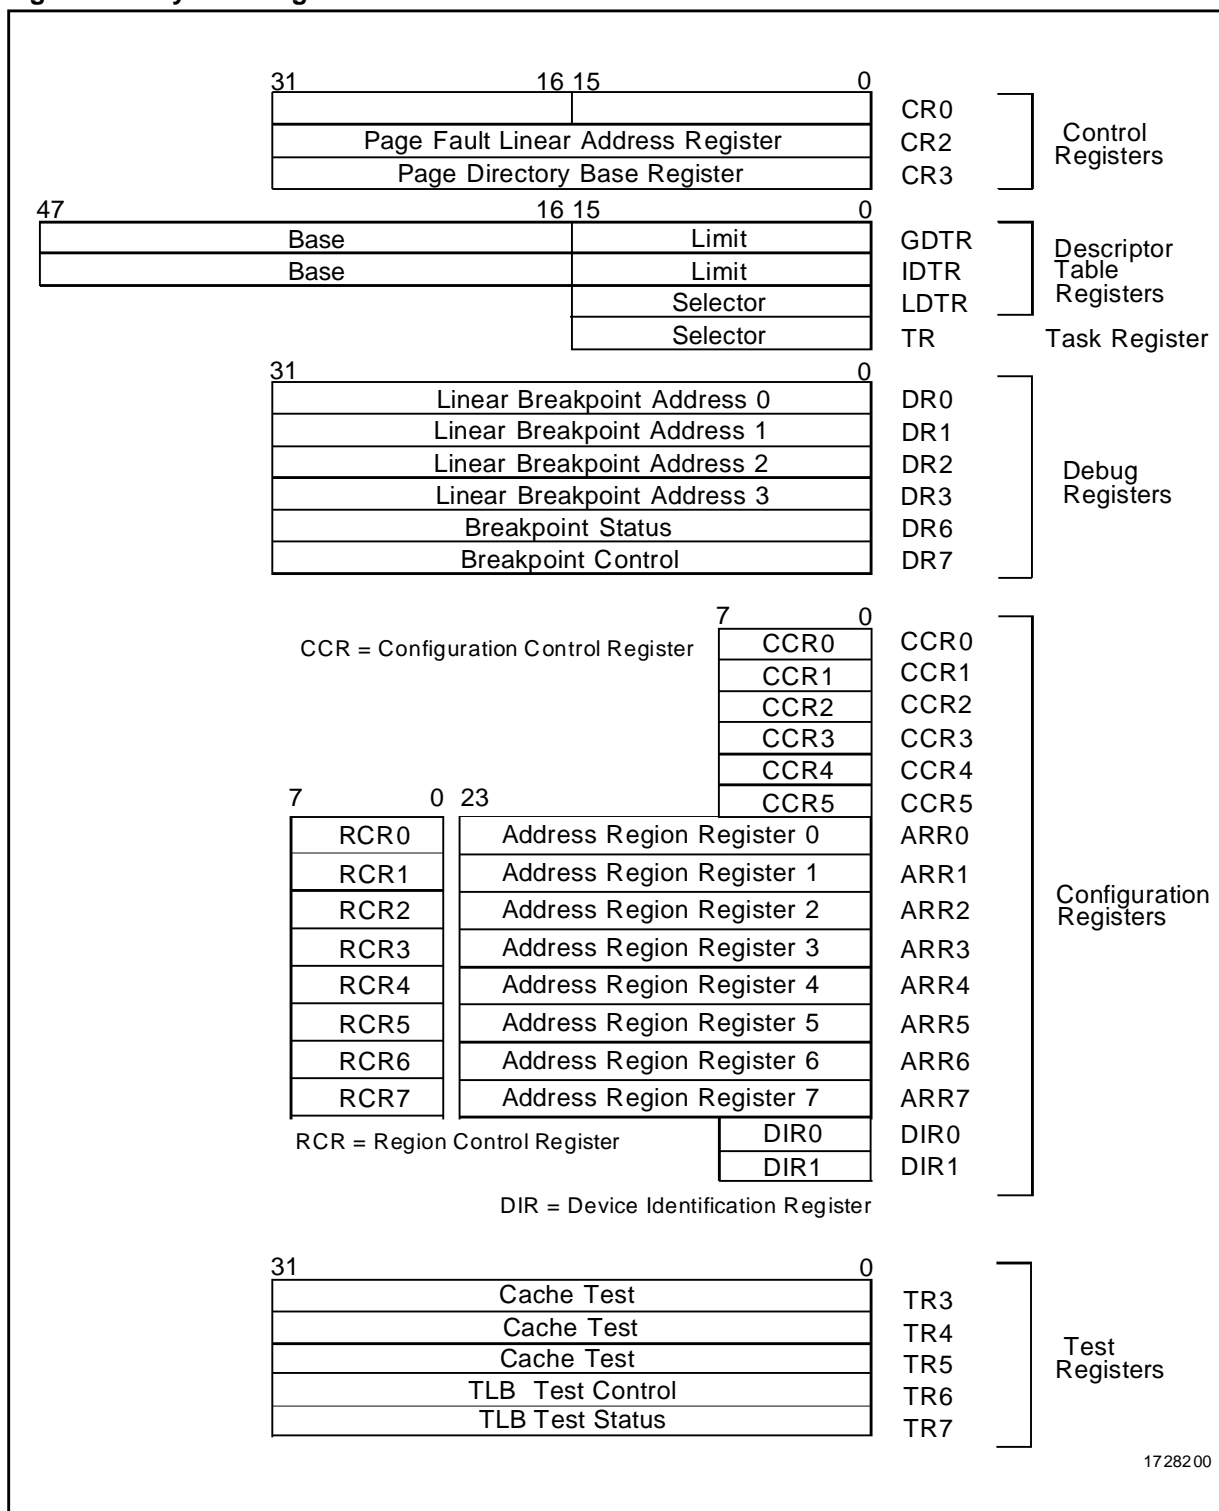 31 16 15 0
CR0
Page Fault Linear Address Register CR2
Control
Registers
Page Directory Base Register CR3
47 16 15 0
Base Limit GDTR
Descriptor
Table
Registers
Base Limit IDTR
Selector LDTR
Selector TR Task Register
31 0
Linear Breakpoint Address 0 DR0
Linear Breakpoint Address 1 DR1
Linear Breakpoint Address 2 DR2
Debug
Registers
Linear Breakpoint Address 3 DR3
Breakpoint Status DR6
Breakpoint Control DR7
7 0
CCR = Configuration Control Register CCR0 CCR0
CCR1 CCR1
CCR2 CCR2
CCR3 CCR3
CCR4 CCR4
CCR5 CCR5
7 0 23
RCR0 Address Region Register 0 ARR0
RCR1 Address Region Register 1 ARR1
RCR2 Address Region Register 2 ARR2
Configuration
Registers
RCR3 Address Region Register 3 ARR3
RCR4 Address Region Register 4 ARR4
RCR5 Address Region Register 5 ARR5
RCR6 Address Region Register 6 ARR6
RCR7 Address Region Register 7 ARR7
RCR = Region Control Register DIR0 DIR0
DIR1 DIR1
DIR = Device Identification Register
31 0
Cache Test TR3
Cache Test TR4
Cache Test TR5
Test
Registers
TLB Test Control TR6
TLB Test Status TR7
1728200